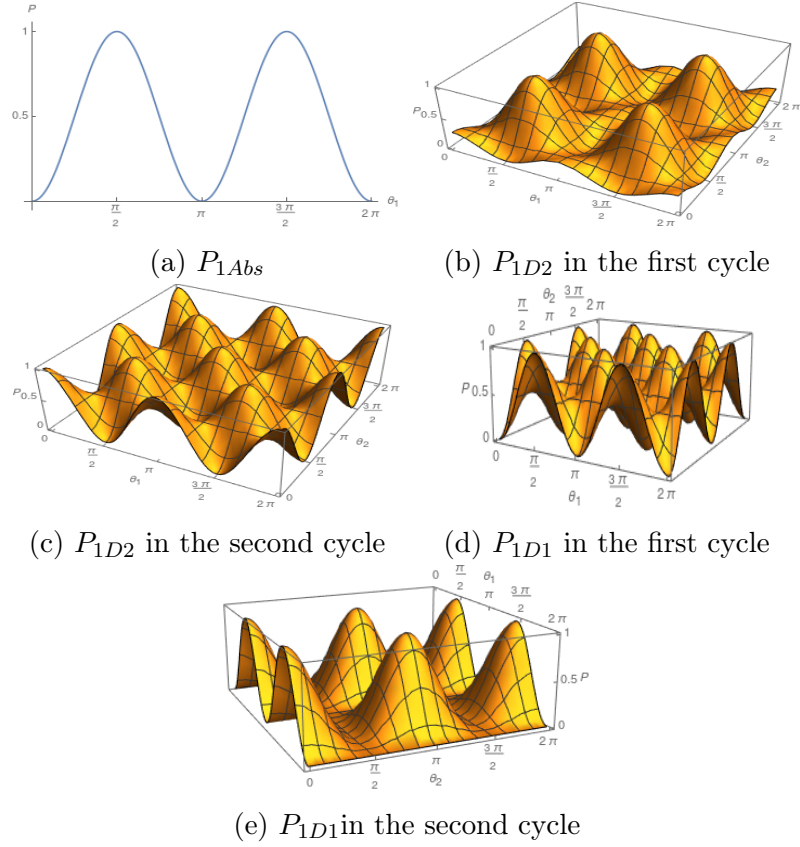 P
1
0.5
π/2
π
3π/2
2π
θ1
(a) P1Abs
1
P 0.5
0
0
π/2
θ1
π
3π/2
2π
0
π/2
π
θ2
3π/2
2π
(b) P1D2 in the first cycle
1
P 0.5
0
0
π/2
θ1
π
3π/2
2π
0
π/2
π
θ2
3π/2
2π
(c) P1D2 in the second cycle
0
π/2
θ2
π
3π/2
2π
1
P 0.5
0
0
π/2
π
θ1
3π/2
2π
(d) P1D1 in the first cycle
0
π/2
θ1
π
3π/2
2π
1
0.5 P
0
0
π/2
π
θ2
3π/2
2π
(e) P1D1in the second cycle